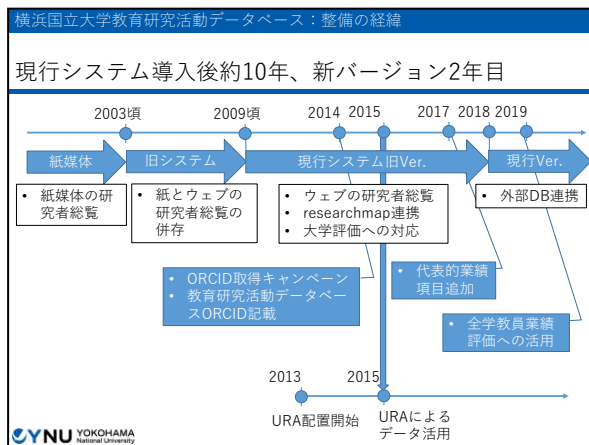 横浜国立大学教育研究活動データベース：整備の経緯
現行システム導入後約10年、新バージョン2年目
2003頃
2009頃
2014
2015
2017
2018
2019
紙媒体
旧システム
現行システム旧Ver.
現行Ver.
• 紙媒体の研
究者総覧
• 紙とウェブの
研究者総覧の
併存
• ウェブの研究者総覧
• researchmap連携
• 大学評価への対応
• 外部DB連携
• ORCID取得キャンペーン
• 教育研究活動データベー
スORCID記載
• 代表的業績
項目追加
• 全学教員業績
評価への活用
2013
2015
URA配置開始
URAによる
データ活用
YNU YOKOHAMA
National University